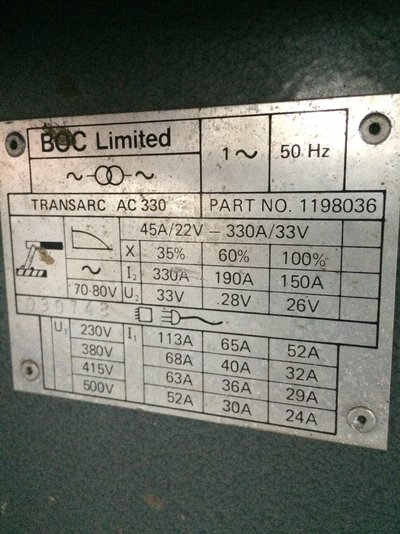 BOC Limited
1 ~ 50 Hz
TRANSARC AC 330 PART NO. 1198036
45A/22V – 330A/33V
X 35% 60% 100%
~ I₂ 330A 190A 150A
70-80V U₂ 33V 28V 26V
U₁ 230V I₁ 113A 65A 52A
380V 68A 40A 32A
415V 63A 36A 29A
500V 52A 30A 24A